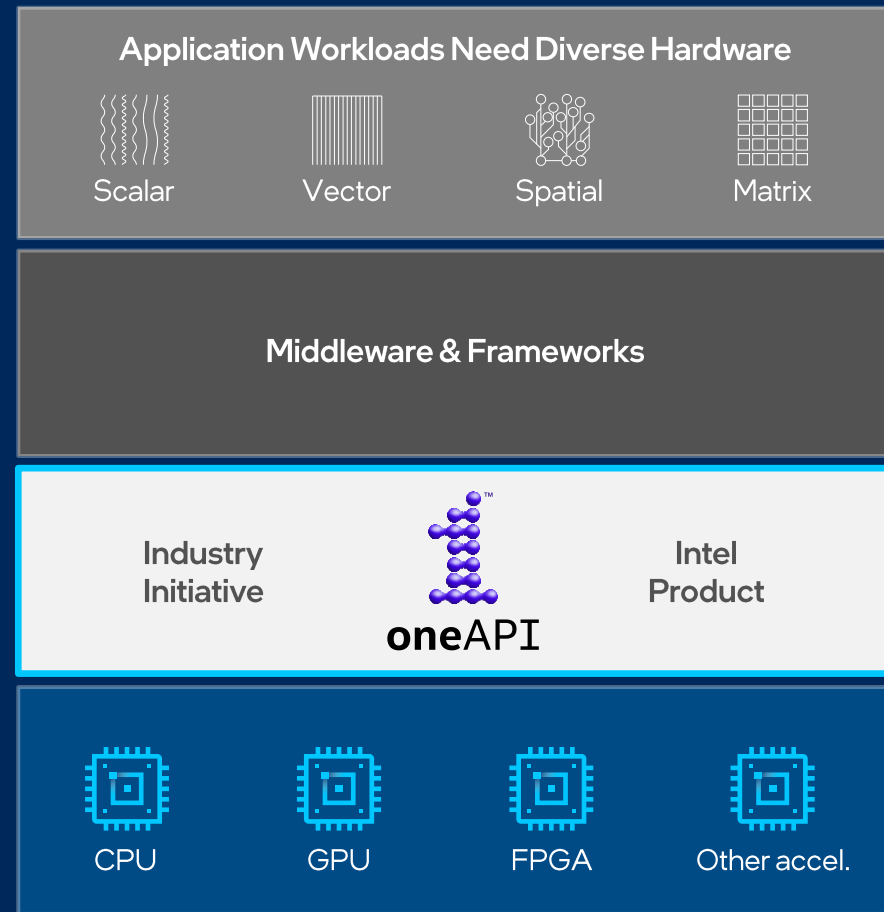 Application Workloads Need Diverse Hardware
Scalar Vector Spatial Matrix
Middleware & Frameworks
Industry
Initiative
™
oneAPI
Intel
Product
CPU GPU FPGA Other accel.